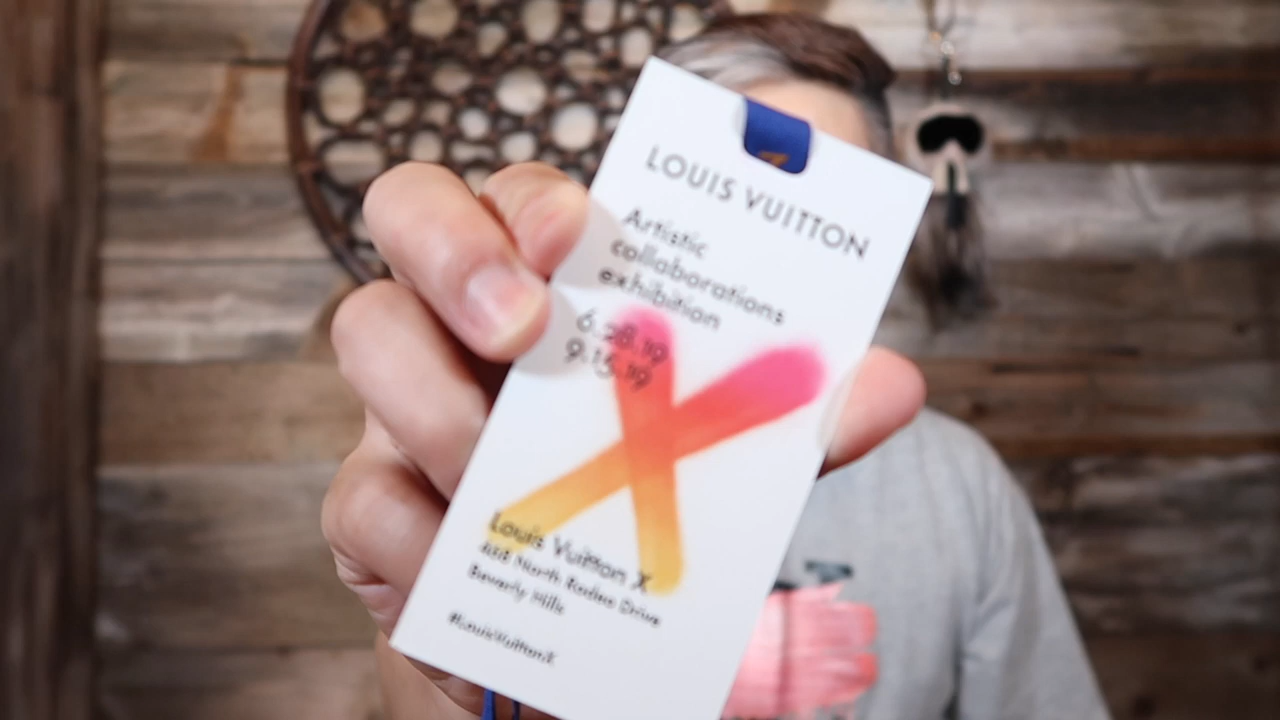 LOUIS VUITTON
Artistic
collaborations
exhibition
6.28.19
9.15.19
Louis Vuitton X
468 North Rodeo Drive
Beverly Hills
#LouisVuittonX